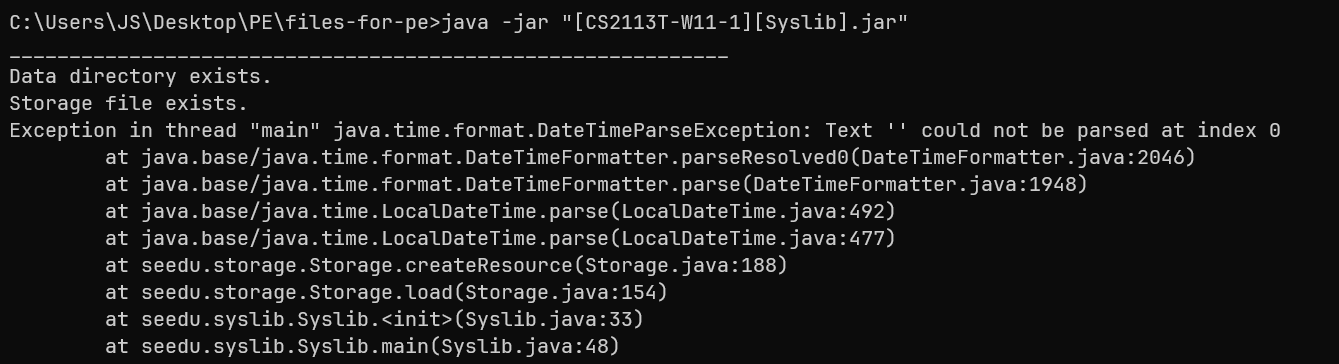 C:\Users\JS\Desktop\PE\files-for-pe>java -jar "[CS2113T-W11-1][Syslib].jar"
____________________________________________________________
Data directory exists.
Storage file exists.
Exception in thread "main" java.time.format.DateTimeParseException: Text '' could not be parsed at index 0
        at java.base/java.time.format.DateTimeFormatter.parseResolved0(DateTimeFormatter.java:2046)
        at java.base/java.time.format.DateTimeFormatter.parse(DateTimeFormatter.java:1948)
        at java.base/java.time.LocalDateTime.parse(LocalDateTime.java:492)
        at java.base/java.time.LocalDateTime.parse(LocalDateTime.java:477)
        at seedu.storage.Storage.createResource(Storage.java:188)
        at seedu.storage.Storage.load(Storage.java:154)
        at seedu.syslib.Syslib.<init>(Syslib.java:33)
        at seedu.syslib.Syslib.main(Syslib.java:48)